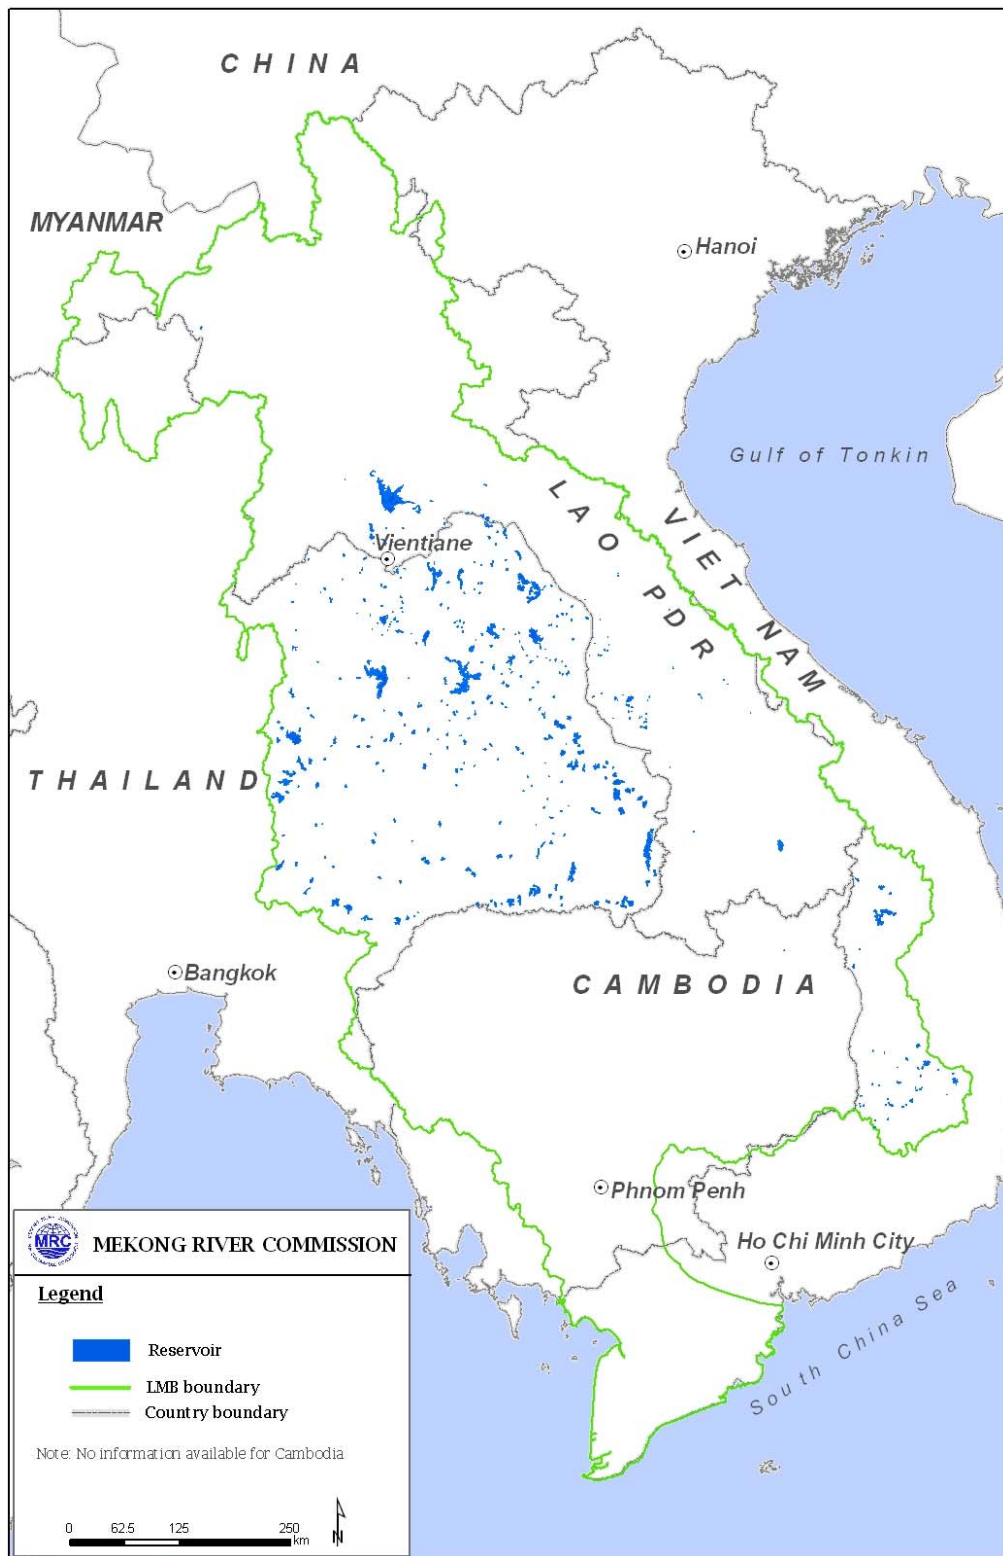 CHINA
MYANMAR
Hanoi
Gulf of Tonkin
LAO PDR
VIET NAM
Vientiane
THAILAND
Bangkok
CAMBODIA
Phnom Penh
Ho Chi Minh City
South China Sea
MRC
MEKONG RIVER COMMISSION
Legend
Reservoir
LMB boundary
Country boundary
Note: No information available for Cambodia
0 62.5 125 250
km
N